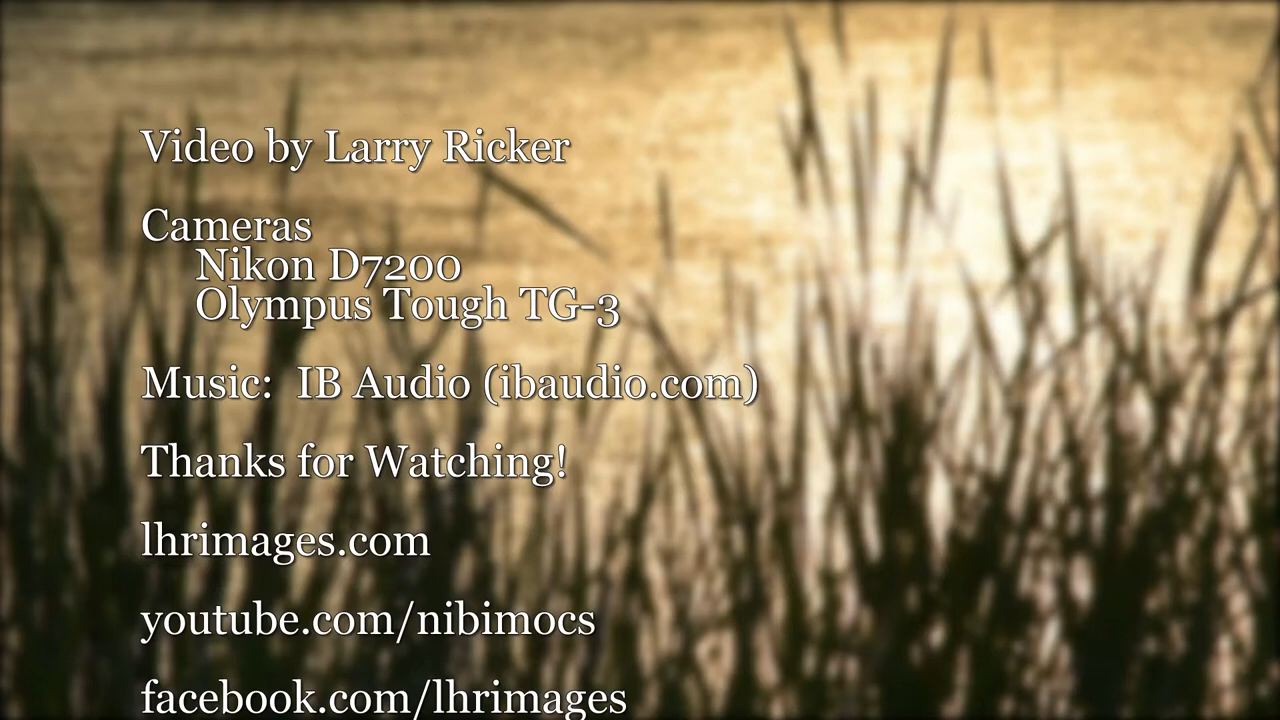 Video by Larry Ricker
Cameras
Nikon D7200
Olympus Tough TG-3
Music:  IB Audio (ibaudio.com)
Thanks for Watching!
lhrimages.com
youtube.com/nibimocs
facebook.com/lhrimages